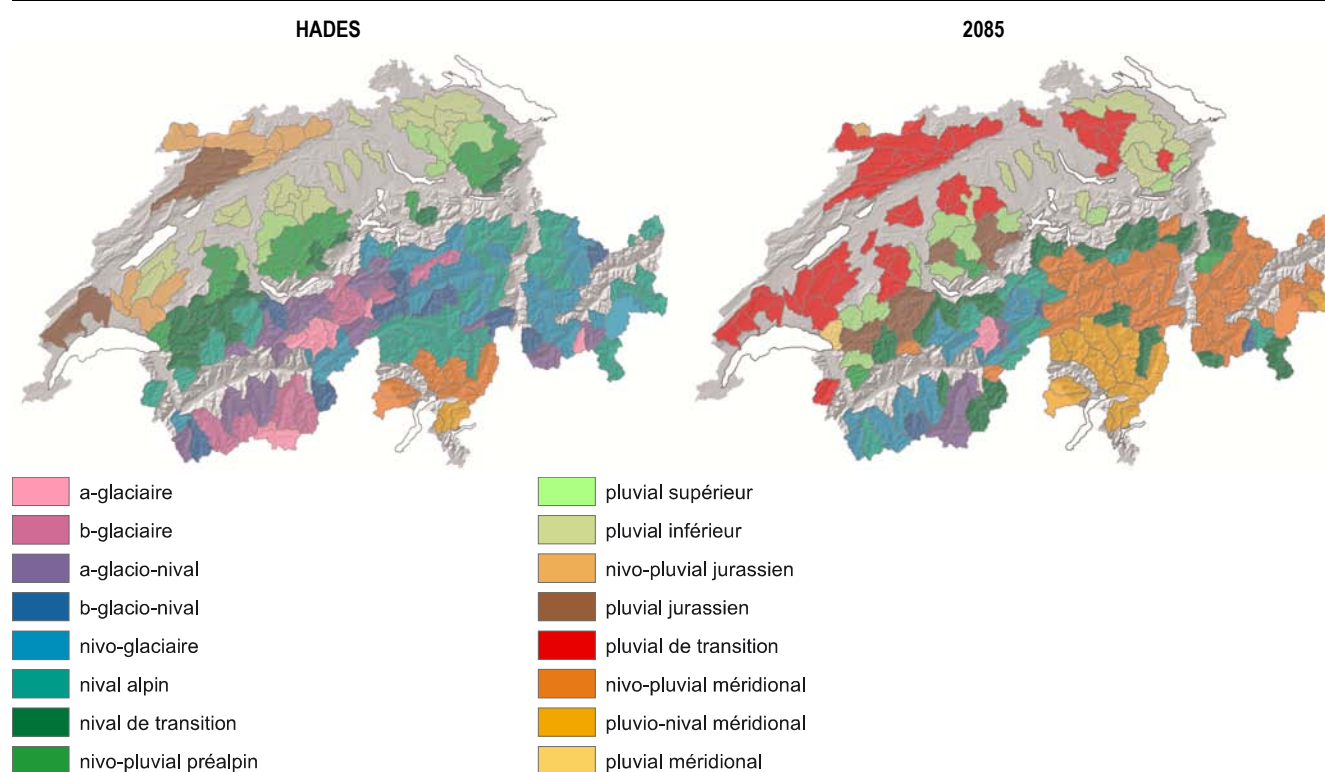 HADES
2085
a-glaciaire
b-glaciaire
a-glacio-nival
b-glacio-nival
nivo-glaciaire
nival alpin
nival de transition
nivo-pluvial préalpin
pluvial supérieur
pluvial inférieur
nivo-pluvial jurassien
pluvial jurassien
pluvial de transition
nivo-pluvial méridional
pluvio-nival méridional
pluvial méridional